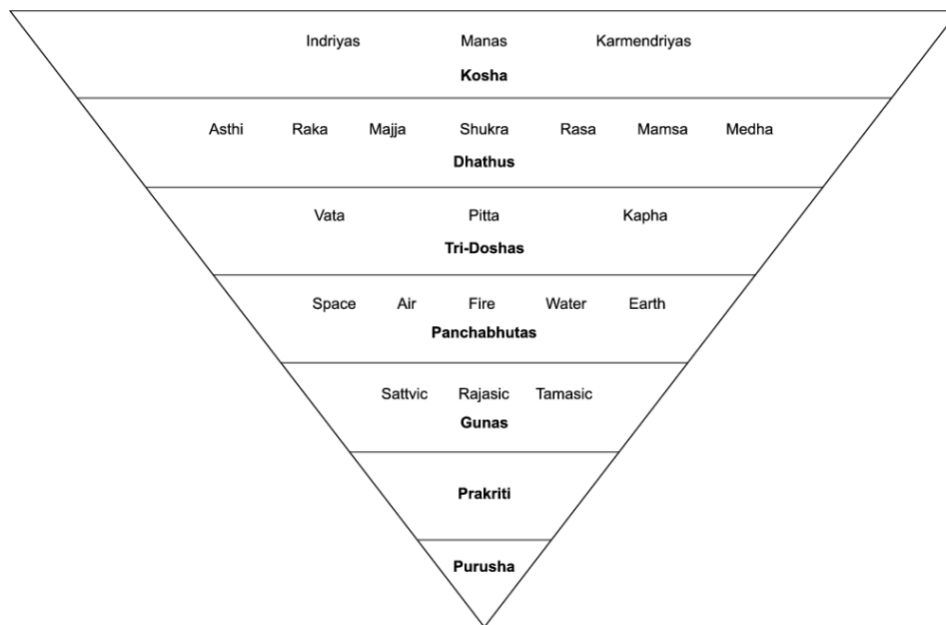 Indriyas Manas Karmendriyas
Kosha
Asthi Raka Majja Shukra Rasa Mamsa Medha
Dhathus
Vata Pitta Kapha
Tri-Doshas
Space Air Fire Water Earth
Panchabhutas
Sattvic Rajasic Tamasic
Gunas
Prakriti
Purusha